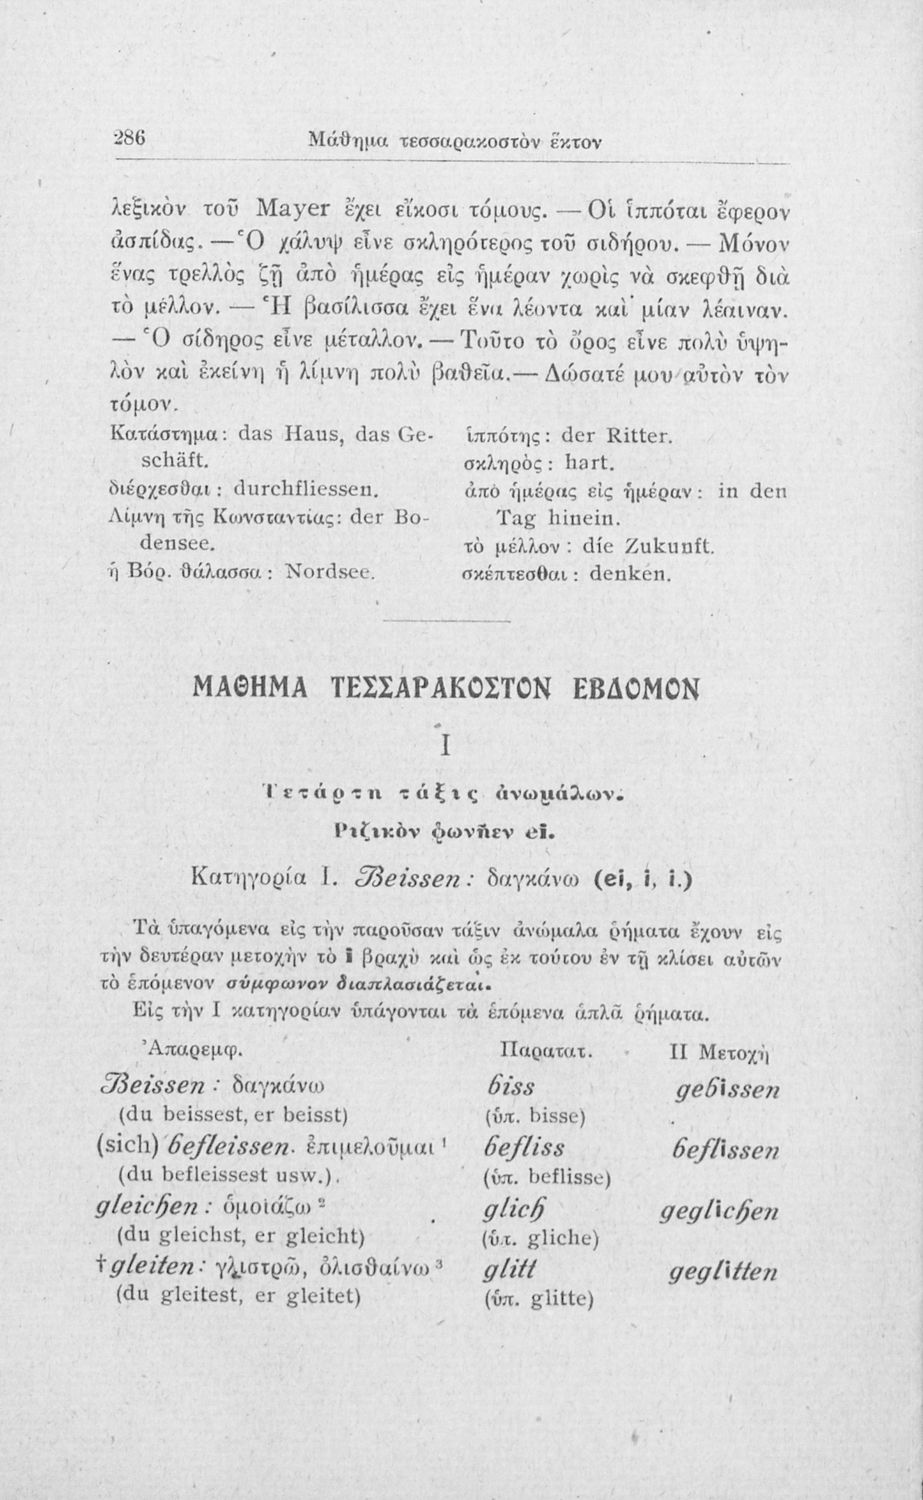 286 Μάθημα τεσσαρακοστὸν ἕκτον
λεξικὸν τοῦ Mayer ἔχει εἴκοσι τόμους. — Οἱ ἱππόται ἔφερον
ἀσπίδας. — Ὁ χάλυψ εἶνε σκληρότερος τοῦ σιδήρου. — Μόνον
ἕνας τρελλὸς ζῇ ἀπὸ ἡμέρας εἰς ἡμέραν χωρὶς νὰ σκεφθῇ διὰ
τὸ μέλλον. — Ἡ βασίλισσα ἔχει ἕνα λέοντα καὶ μίαν λέαιναν.
— Ὁ σίδηρος εἶνε μέταλλον. — Τοῦτο τὸ ὄρος εἶνε πολὺ ὑψη-
λὸν καὶ ἐκείνη ἡ λίμνη πολὺ βαθεῖα. — Δώσατέ μου αὐτὸν τὸν
τόμον.
Κατάστημα: das Haus, das Ge-
schäft.
διέρχεσθαι: durchfliessen.
Λίμνη τῆς Κωνσταντίας: der Bo-
densee.
ἡ Βόρ. θάλασσα: Nordsee.
ἱππότης: der Ritter.
σκληρὸς: hart.
ἀπὸ ἡμέρας εἰς ἡμέραν: in den
Tag hinein.
τὸ μέλλον: die Zukunft.
σκέπτεσθαι: denken.
ΜΑΘΗΜΑ ΤΕΣΣΑΡΑΚΟΣΤΟΝ ΕΒΔΟΜΟΝ
I
Τετάρτη τάξις ἀνωμάλων.
Ριζικὸν φωνῆεν ei.
Κατηγορία I. Beissen: δαγκάνω (ei, i, i.)
Τὰ ὑπαγόμενα εἰς τὴν παροῦσαν τάξιν ἀνώμαλα ῥήματα ἔχουν εἰς
τὴν δευτέραν μετοχὴν τὸ i βραχὺ καὶ ὡς ἐκ τούτου ἐν τῇ κλίσει αὐτῶν
τὸ ἑπόμενον σύμφωνον διαπλασιάζεται.
Εἰς τὴν I κατηγορίαν ὑπάγονται τὰ ἑπόμενα ἁπλᾶ ῥήματα.
Ἀπαρεμφ. Παρατατ. II Μετοχὴ
Beissen: δαγκάνω biss gebissen
(du beissest, er beisst) (ὑπ. bisse)
(sich) befleissen. ἐπιμελοῦμαι ¹ befliss beflissen
(du befleissest usw.). (ὑπ. beflisse)
gleichen: ὁμοιάζω ² glich geglichen
(du gleichst, er gleicht) (ὑπ. gliche)
†gleiten: γλιστρῶ, ὀλισθαίνω ³ glitt geglitten
(du gleitest, er gleitet) (ὑπ. glitte)